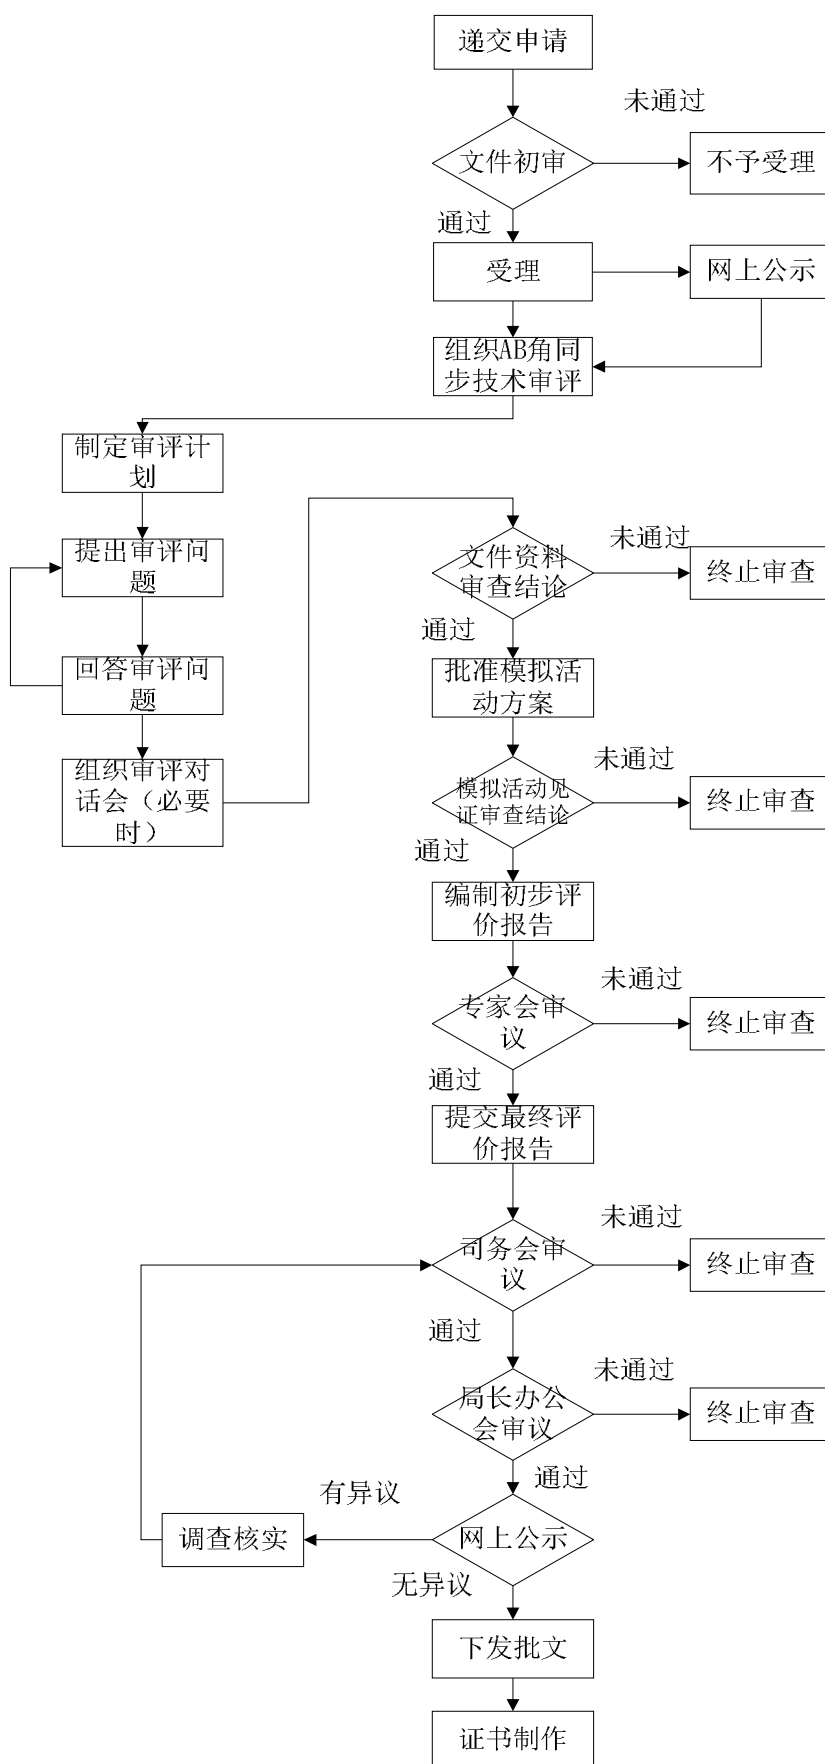 递交申请
未通过
文件初审
不予受理
通过
受理
网上公示
组织AB角同
步技术审评
制定审评计
划
提出审评问
题
回答审评问
题
组织审评对
话会（必要
时）
文件资料
审查结论
未通过
终止审查
通过
批准模拟活
动方案
模拟活动见
证审查结论
未通过
终止审查
通过
编制初步评
价报告
专家会审
议
未通过
终止审查
通过
提交最终评
价报告
司务会审
议
未通过
终止审查
通过
局长办公
会审议
未通过
终止审查
通过
网上公示
有异议
调查核实
无异议
下发批文
证书制作